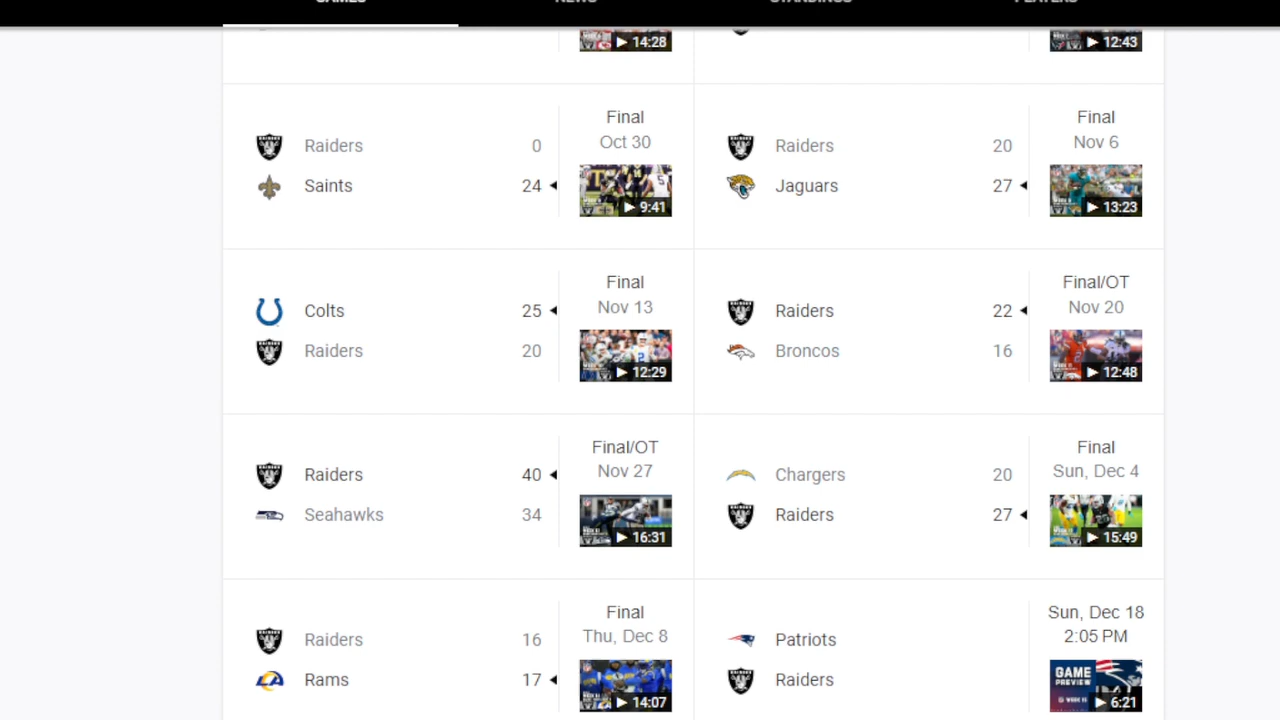 GAMES NEWS STANDINGS PLAYERS
14:28
12:43
Final
Oct 30
Raiders 0
Saints 24
9:41
Final
Nov 6
Raiders 20
Jaguars 27
13:23
Final
Nov 13
Colts 25
Raiders 20
12:29
Final/OT
Nov 20
Raiders 22
Broncos 16
12:48
Final/OT
Nov 27
Raiders 40
Seahawks 34
16:31
Final
Sun, Dec 4
Chargers 20
Raiders 27
15:49
Final
Thu, Dec 8
Raiders 16
Rams 17
14:07
Sun, Dec 18
2:05 PM
Patriots
Raiders
GAME
PREVIEW
6:21